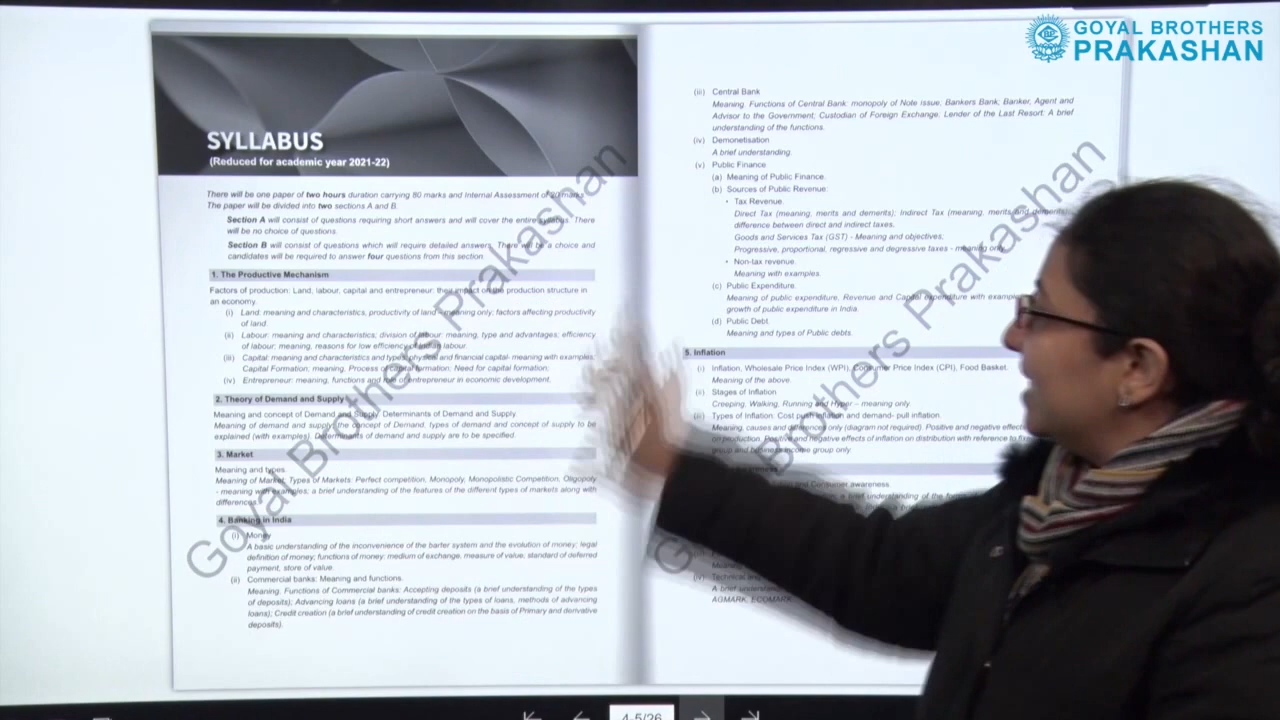 GOYAL BROTHERS
PRAKASHAN
SYLLABUS
(Reduced for academic year 2021-22)
There will be one paper of two hours duration carrying 80 marks and Internal Assessment of 20 marks.
The paper will be divided into two sections A and B.
Section A will consist of questions requiring short answers and will cover the entire syllabus. There
will be no choice of questions.
Section B will consist of questions which will require detailed answers. There will be a choice and
candidates will be required to answer four questions from this section.
1. The Productive Mechanism
Factors of production: Land, labour, capital and entrepreneur; their impact on the production structure in
an economy.
(i) Land: meaning and characteristics, productivity of land - meaning only; factors affecting productivity
of land.
(ii) Labour: meaning and characteristics; division of labour: meaning, type and advantages; efficiency
of labour: meaning, reasons for low efficiency of Indian labour.
(iii) Capital: meaning and characteristics and type: physical and financial capital- meaning with examples;
Capital Formation: meaning, Process of Capital formation; Need for capital formation;
(iv) Entrepreneur: meaning, functions and role of entrepreneur in economic development.
2. Theory of Demand and Supply
Meaning and concept of Demand and Supply Determinants of Demand and Supply.
Meaning of demand and supply; the concept of Demand, types of demand and concept of supply to be
explained (with examples). Determinants of demand and supply are to be specified.
3. Market
Meaning and types.
Meaning of Market, Types of Markets: Perfect competition, Monopoly, Monopolistic Competition, Oligopoly
- meaning with examples; a brief understanding of the features of the different types of markets along with
differences.
4. Banking in India
(i) Money
A basic understanding of the inconvenience of the barter system and the evolution of money; legal
definition of money; functions of money: medium of exchange, measure of value, standard of deferred
payment, store of value.
(ii) Commercial banks: Meaning and functions.
Meaning. Functions of Commercial banks: Accepting deposits (a brief understanding of the types
of deposits); Advancing loans (a brief understanding of the types of loans, methods of advancing
loans); Credit creation (a brief understanding of credit creation on the basis of Primary and derivative
deposits).
Goyal Brothers Prakashan
(iii) Central Bank
Meaning. Functions of Central Bank: monopoly of Note issue; Bankers Bank; Banker, Agent and
Advisor to the Government; Custodian of Foreign Exchange; Lender of the Last Resort: A brief
understanding of the functions.
(iv) Demonetisation
A brief understanding.
(v) Public Finance
(a) Meaning of Public Finance.
(b) Sources of Public Revenue:
• Tax Revenue.
Direct Tax (meaning, merits and demerits); Indirect Tax (meaning, merits and demerits);
difference between direct and indirect taxes.
Goods and Services Tax (GST) - Meaning and objectives.
Progressive, proportional, regressive and degressive taxes - meaning only.
• Non-tax revenue.
Meaning with examples.
(c) Public Expenditure.
Meaning of public expenditure, Revenue and Capital expenditure with example
growth of public expenditure in India.
(d) Public Debt
Meaning and types of Public debts.
5. Inflation
(i) Inflation, Wholesale Price Index (WPI), Consumer Price Index (CPI), Food Basket.
Meaning of the above.
(ii) Stages of Inflation
Creeping, Walking, Running and Hyper – meaning only.
(iii) Types of Inflation: Cost push inflation and demand- pull inflation.
Meaning, causes and differences only (diagram not required). Positive and negative effects
on production. Positive and negative effects of inflation on distribution with reference to fixe
group and business income group only.
and Consumer awareness.
a brief understanding of the
(iv) Technical
A brief
AGMARK, ECOMARK
Goyal Brothers Prakashan
4-5/26